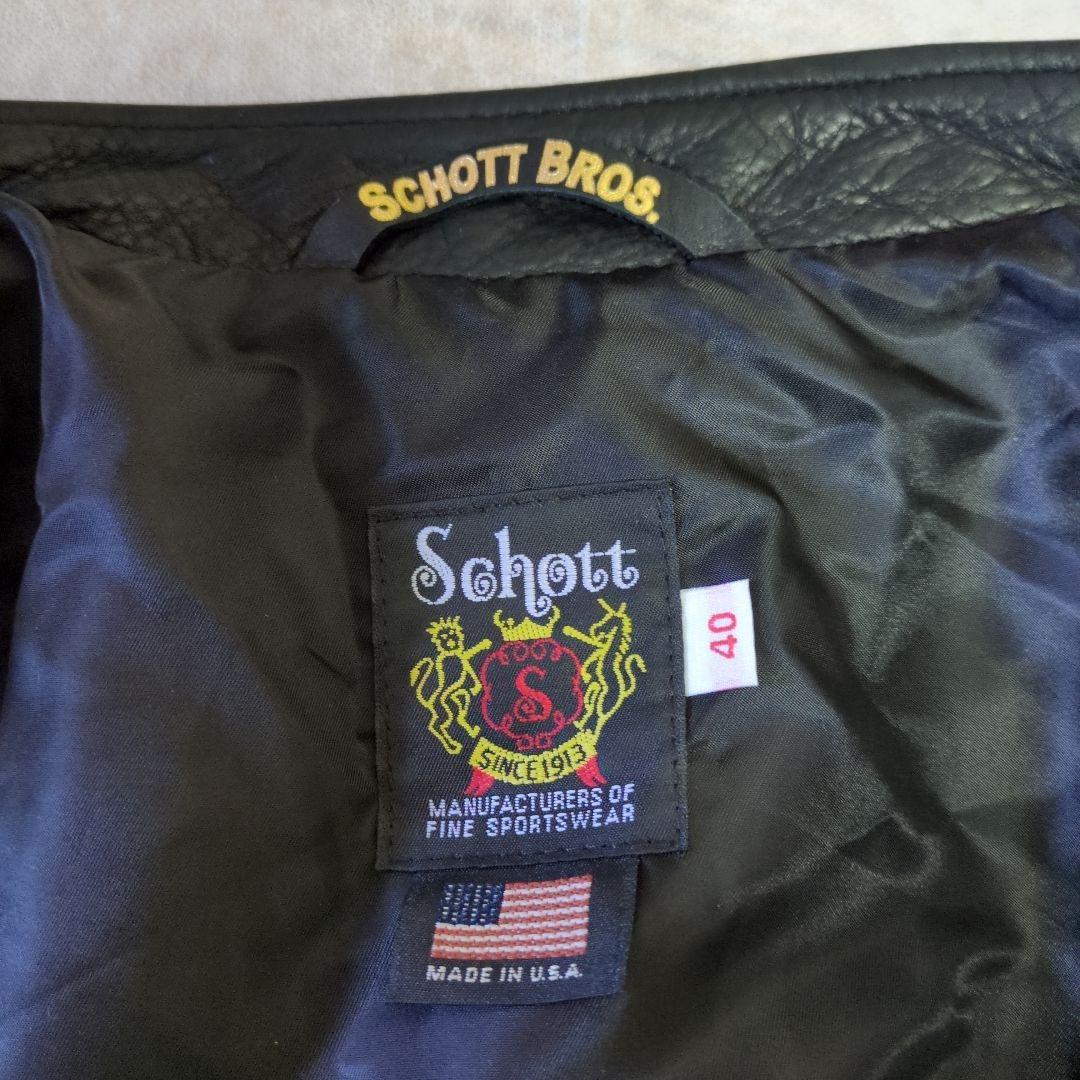 SCHOTT BROS.
Schott
S
SINCE 1913
MANUFACTURERS OF
FINE SPORTSWEAR
40
MADE IN U.S.A.